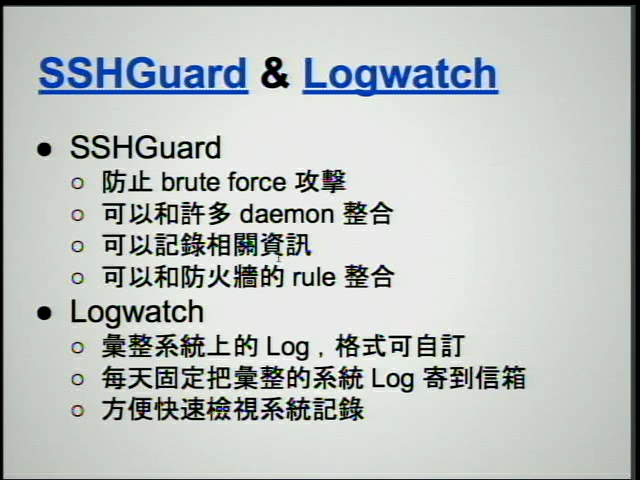 SSHGuard & Logwatch
● SSHGuard
○ 防止 brute force 攻擊
○ 可以和許多 daemon 整合
○ 可以記錄相關資訊
○ 可以和防火牆的 rule 整合
● Logwatch
○ 彙整系統上的 Log，格式可自訂
○ 每天固定把彙整的系統 Log 寄到信箱
○ 方便快速檢視系統記錄